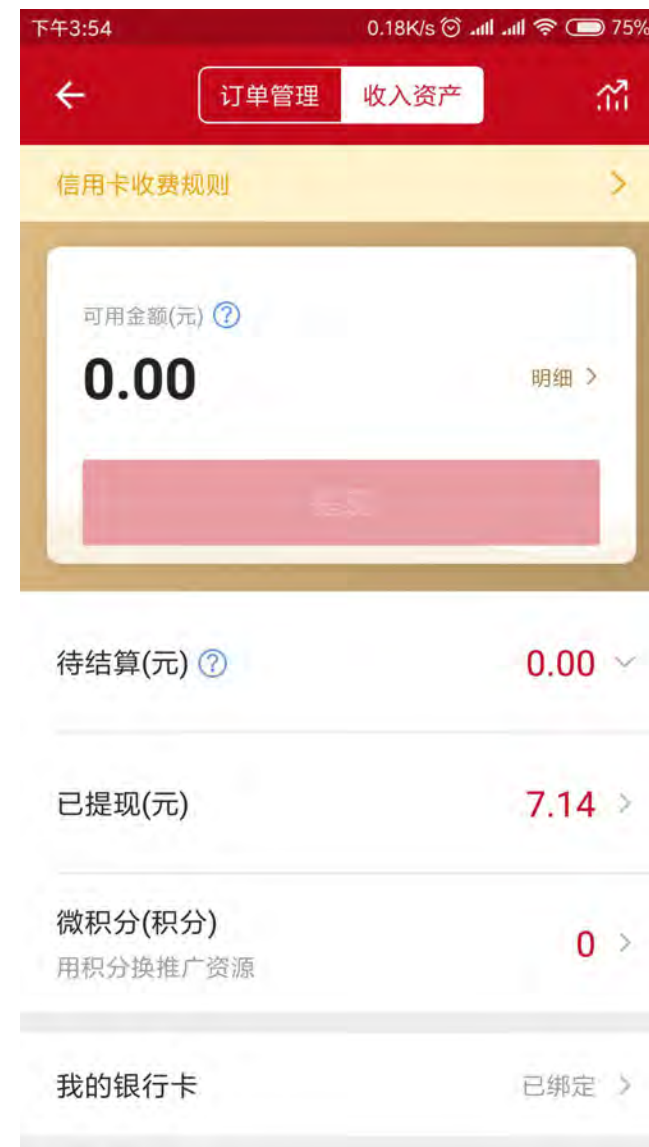 下午3:54 0.18K/s 75%
订单管理 收入资产
信用卡收费规则
可用金额(元)
0.00 明细
待结算(元) 0.00
已提现(元) 7.14
微积分(积分) 0
用积分换推广资源
我的银行卡 已绑定